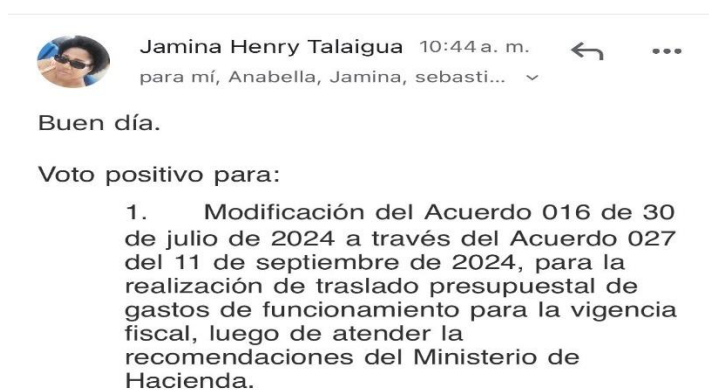 Jamina Henry Talaigua 10:44 a. m.
para mí, Anabella, Jamina, sebasti...
Buen día.
Voto positivo para:
1. Modificación del Acuerdo 016 de 30
de julio de 2024 a través del Acuerdo 027
del 11 de septiembre de 2024, para la
realización de traslado presupuestal de
gastos de funcionamiento para la vigencia
fiscal, luego de atender la
recomendaciones del Ministerio de
Hacienda.